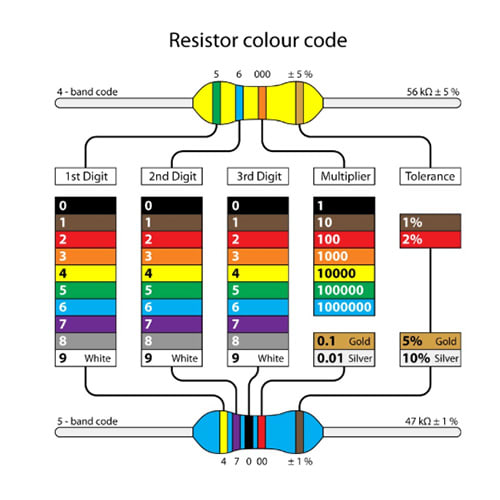 Resistor colour code
5 6 000 ± 5 %
4 - band code
56 kΩ ± 5 %
1st Digit 2nd Digit 3rd Digit Multiplier Tolerance
0 0 0 1
1 1 1 10 1%
2 2 2 100 2%
3 3 3 1000
4 4 4 10000
5 5 5 100000
6 6 6 1000000
7 7 7
8 8 8 0.1 Gold 5% Gold
9 White 9 White 9 White 0.01 Silver 10% Silver
5 - band code
47 kΩ ± 1 %
4 7 0 00 ± 1 %